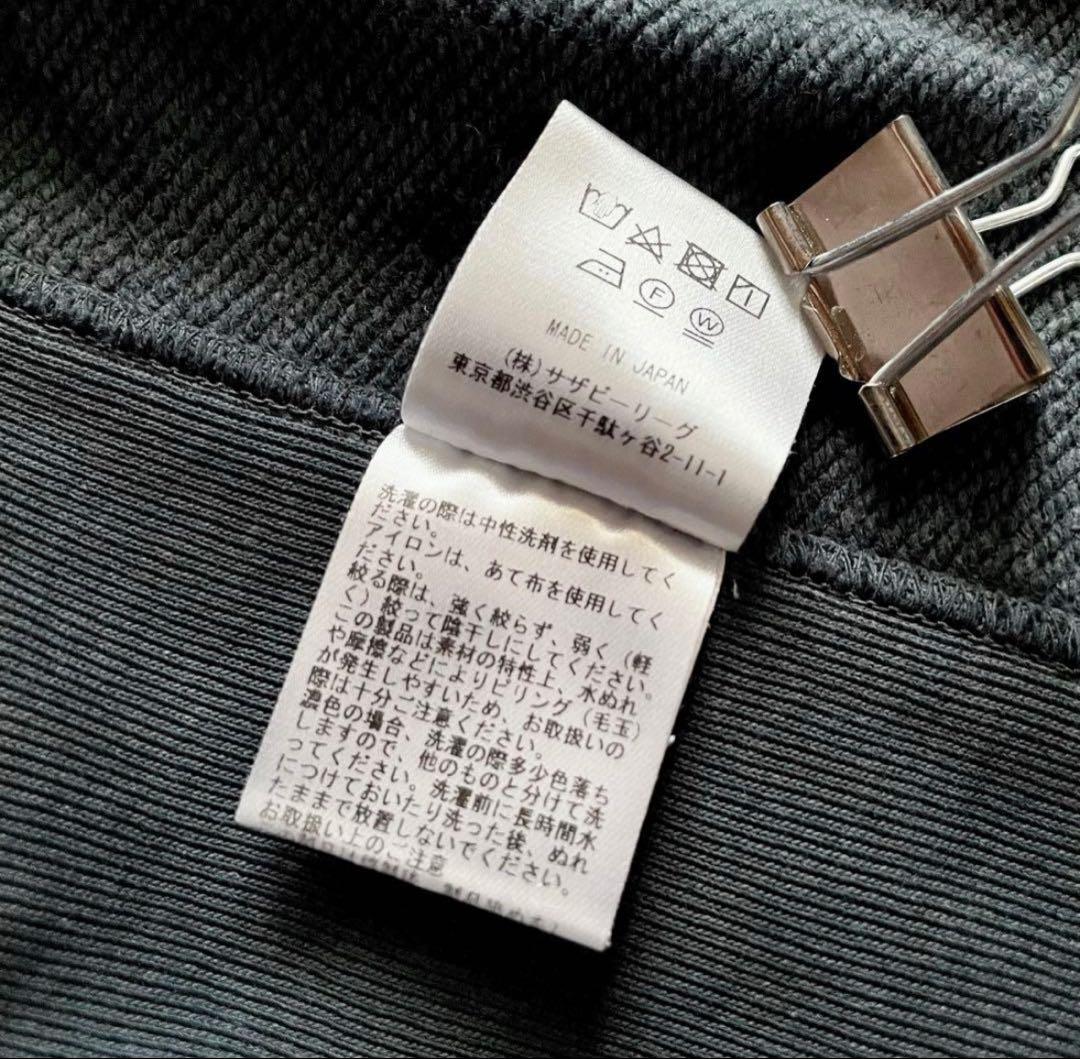 F
W
MADE IN JAPAN
(株)サザビーリーグ
東京都渋谷区千駄ヶ谷2-11-1
洗濯の際は中性洗剤を使用してく
ださい。
アイロンは、あて布を使用してく
ださい。
絞る際は、強く絞らず、弱く(軽
く)絞って陰干しにしてください。
この製品は素材の特性上、水ぬれ
や摩擦などによりピリング(毛玉)
が発生しやすいため、お取扱いの
際は十分ご注意ください。
濃色の場合、洗濯の際多少色落ち
しますので、他のものと分けて洗
ってください。洗濯前に長時間水
につけておいたり洗った後、ぬれ
たままで放置しないでください。
お取扱い上のご注意